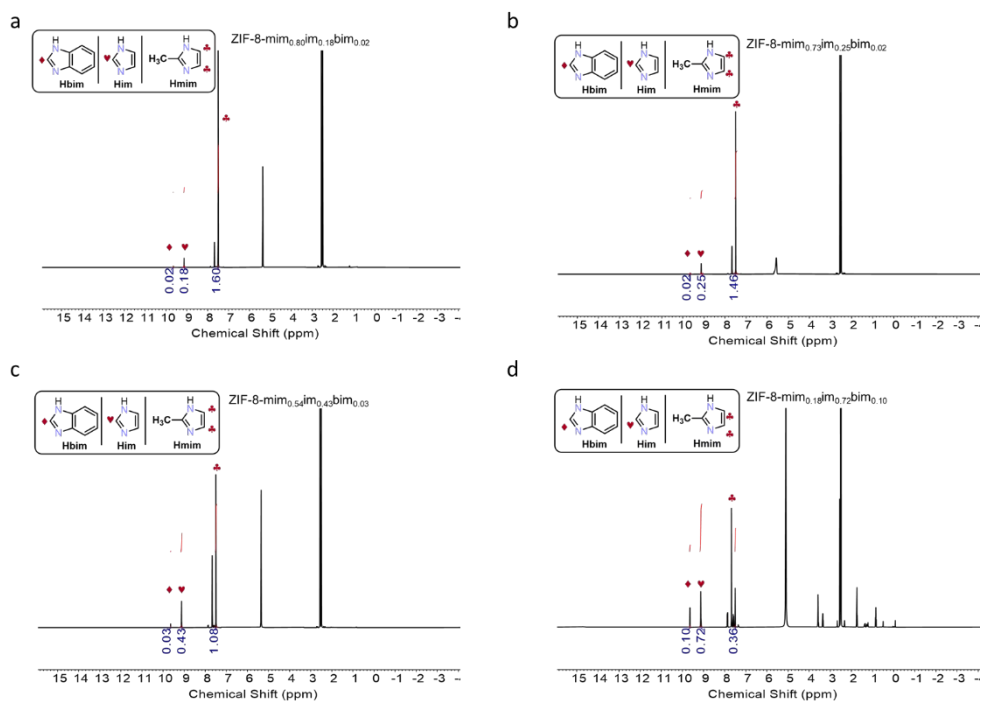 a
ZIF-8-mim₀.₈₀im₀.₁₈bim₀.₀₂
H
N
N
Hbim
H
N
N
Him
H
N
H₃C
N
Hmim
0.02
0.18
1.60
15 14 13 12 11 10 9 8 7 6 5 4 3 2 1 0 -1 -2 -3 -4
Chemical Shift (ppm)
b
ZIF-8-mim₀.₇₃im₀.₂₅bim₀.₀₂
H
N
N
Hbim
H
N
N
Him
H
N
H₃C
N
Hmim
0.02
0.25
1.46
15 14 13 12 11 10 9 8 7 6 5 4 3 2 1 0 -1 -2 -3 -4
Chemical Shift (ppm)
c
ZIF-8-mim₀.₅₄im₀.₄₃bim₀.₀₃
H
N
N
Hbim
H
N
N
Him
H
N
H₃C
N
Hmim
0.03
0.43
1.08
15 14 13 12 11 10 9 8 7 6 5 4 3 2 1 0 -1 -2 -3 -4
Chemical Shift (ppm)
d
ZIF-8-mim₀.₁₈im₀.₇₂bim₀.₁₀
H
N
N
Hbim
H
N
N
Him
H
N
H₃C
N
Hmim
0.10
0.72
0.36
15 14 13 12 11 10 9 8 7 6 5 4 3 2 1 0 -1 -2 -3 -4
Chemical Shift (ppm)